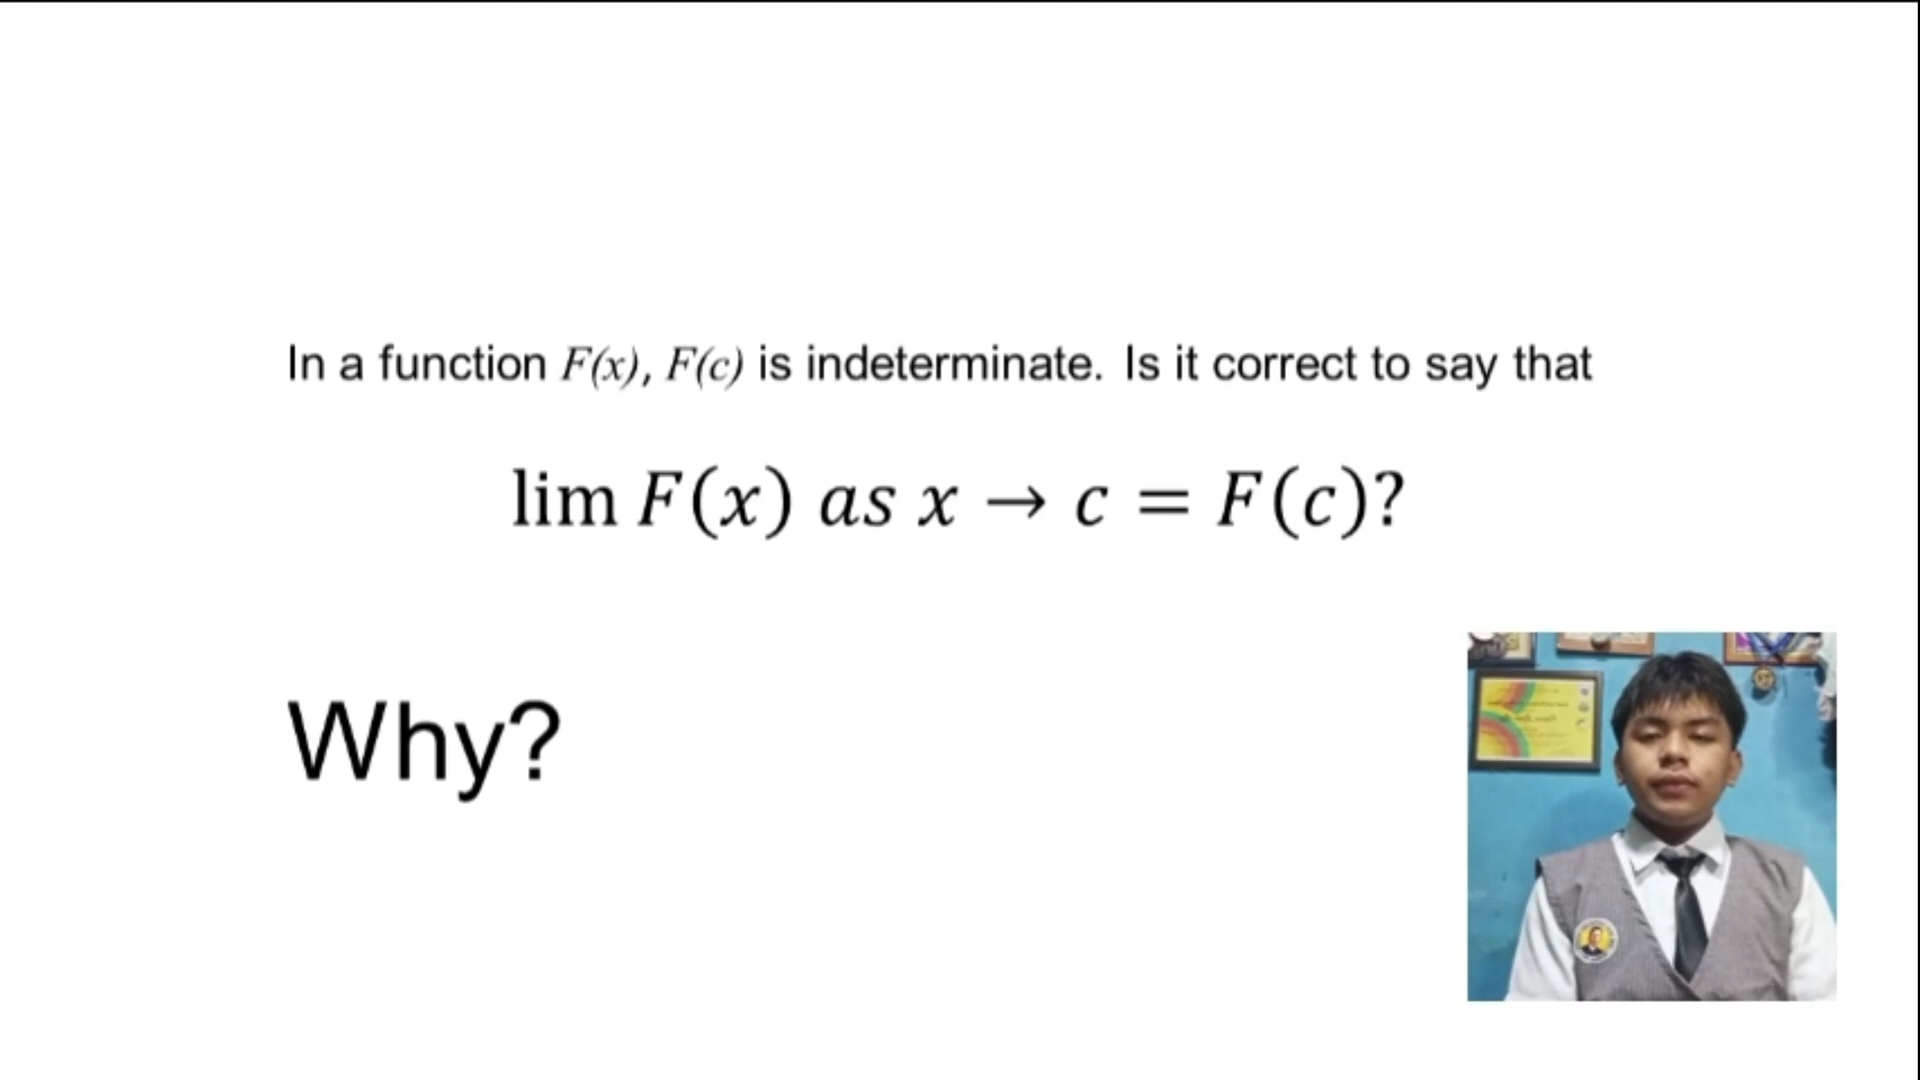 In a function F(x), F(c) is indeterminate. Is it correct to say that
lim F(x) as x → c = F(c)?
Why?